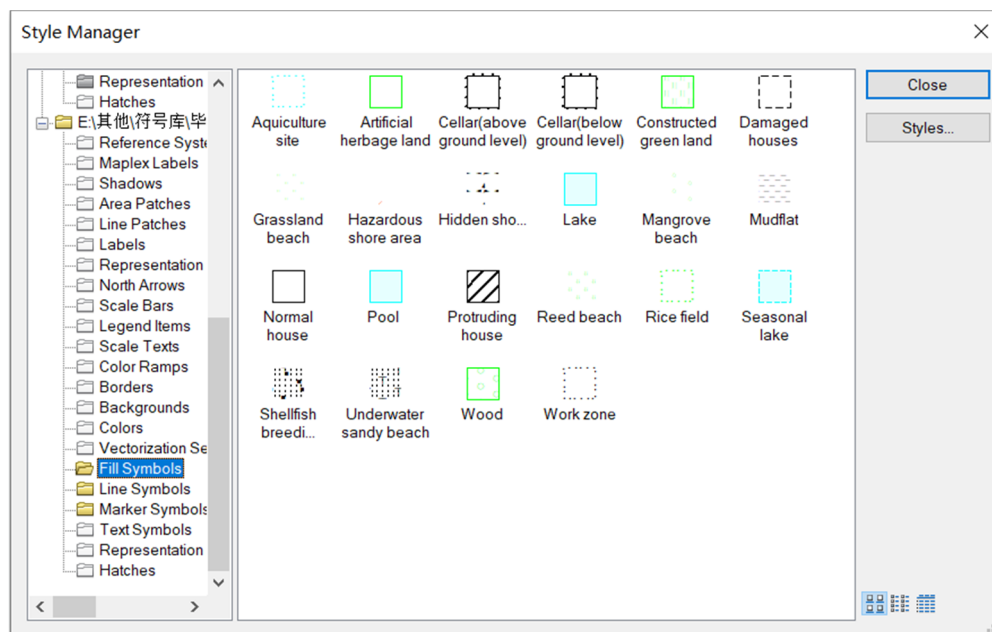 Style Manager
Representation
Hatches
E:\其他\符号库\毕
Reference Syste
Maplex Labels
Shadows
Area Patches
Line Patches
Labels
Representation
North Arrows
Scale Bars
Legend Items
Scale Texts
Color Ramps
Borders
Backgrounds
Colors
Vectorization Se
Fill Symbols
Line Symbols
Marker Symbols
Text Symbols
Representation
Hatches
Aquiculture
site
Artificial
herbage land
Cellar(above
ground level)
Cellar(below
ground level)
Constructed
green land
Damaged
houses
Grassland
beach
Hazardous
shore area
Hidden sho...
Lake
Mangrove
beach
Mudflat
Normal
house
Pool
Protruding
house
Reed beach
Rice field
Seasonal
lake
Shellfish
breedi...
Underwater
sandy beach
Wood
Work zone
Close
Styles...